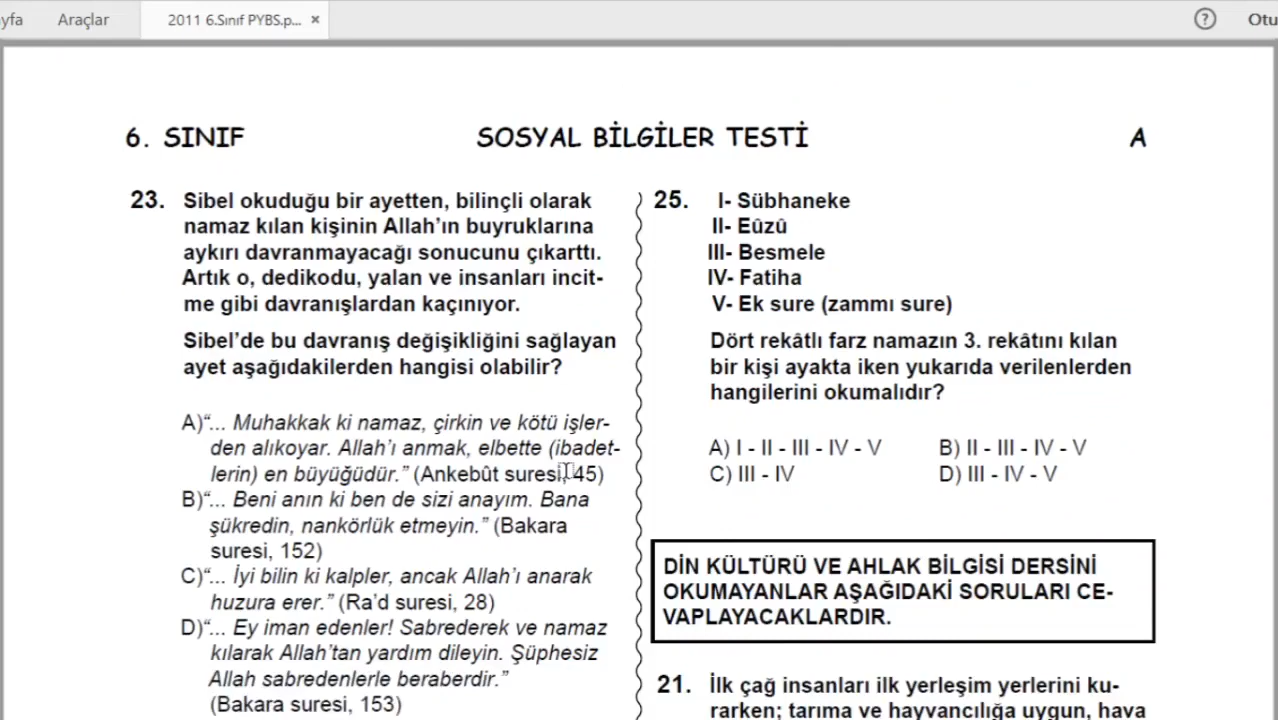 yfa
Araçlar
2011 6.Sınıf PYBS.p... ×
?
Otu
6. SINIF
SOSYAL BİLGİLER TESTİ
A
23. Sibel okuduğu bir ayetten, bilinçli olarak
namaz kılan kişinin Allah’ın buyruklarına
aykırı davranmayacağı sonucunu çıkarttı.
Artık o, dedikodu, yalan ve insanları incit-
me gibi davranışlardan kaçınıyor.
Sibel’de bu davranış değişikliğini sağlayan
ayet aşağıdakilerden hangisi olabilir?
A)“... Muhakkak ki namaz, çirkin ve kötü işler-
den alıkoyar. Allah’ı anmak, elbette (ibadet-
lerin) en büyüğüdür.” (Ankebût suresi, 45)
B)“... Beni anın ki ben de sizi anayım. Bana
şükredin, nankörlük etmeyin.” (Bakara
suresi, 152)
C)“... İyi bilin ki kalpler, ancak Allah’ı anarak
huzura erer.” (Ra’d suresi, 28)
D)“... Ey iman edenler! Sabrederek ve namaz
kılarak Allah’tan yardım dileyin. Şüphesiz
Allah sabredenlerle beraberdir.”
(Bakara suresi, 153)
25. I- Sübhaneke
II- Eûzû
III- Besmele
IV- Fatiha
V- Ek sure (zammı sure)
Dört rekâtlı farz namazın 3. rekâtını kılan
bir kişi ayakta iken yukarıda verilenlerden
hangilerini okumalıdır?
A) I - II - III - IV - V B) II - III - IV - V
C) III - IV D) III - IV - V
DİN KÜLTÜRÜ VE AHLAK BİLGİSİ DERSİNİ
OKUMAYANLAR AŞAĞIDAKİ SORULARI CE-
VAPLAYACAKLARDIR.
21. İlk çağ insanları ilk yerleşim yerlerini ku-
rarken; tarıma ve hayvancılığa uygun, hava